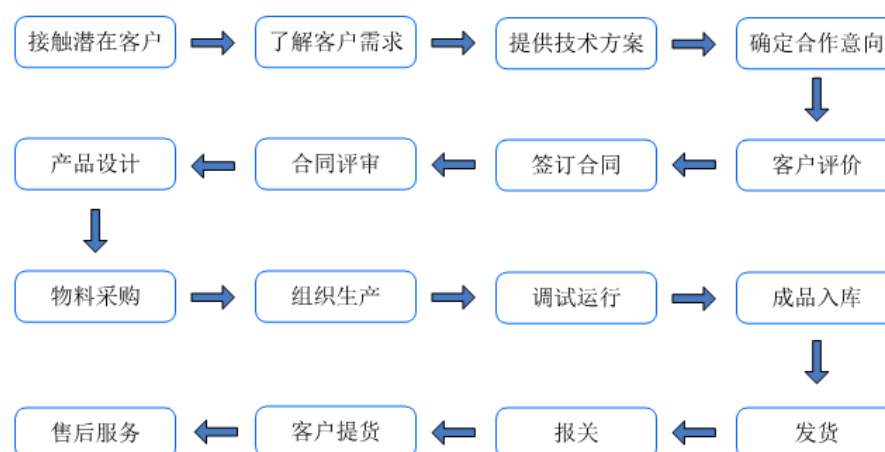 接触潜在客户
了解客户需求
提供技术方案
确定合作意向
客户评价
签订合同
合同评审
产品设计
物料采购
组织生产
调试运行
成品入库
发货
报关
客户提货
售后服务